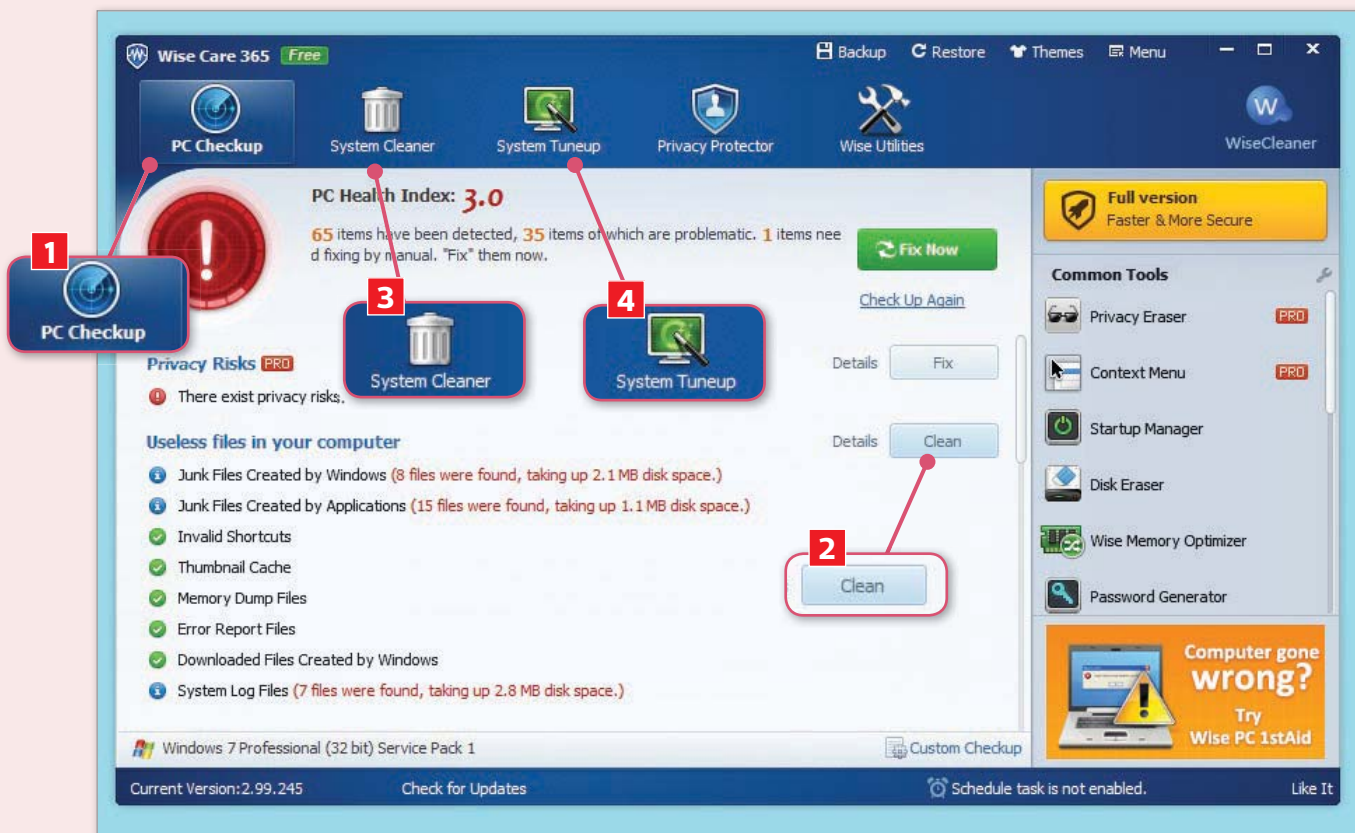 Wise Care 365 Free
Backup Restore Themes Menu
PC Checkup
System Cleaner
System Tuneup
Privacy Protector
Wise Utilities
W
WiseCleaner
PC Health Index: 3.0
65 items have been detected, 35 items of which are problematic. 1 items nee
d fixing by manual. "Fix" them now.
Fix Now
Check Up Again
1
PC Checkup
3
System Cleaner
4
System Tuneup
Privacy Risks PRO
Details Fix
There exist privacy risks.
Useless files in your computer
Details Clean
Junk Files Created by Windows (8 files were found, taking up 2.1 MB disk space.)
Junk Files Created by Applications (15 files were found, taking up 1.1 MB disk space.)
Invalid Shortcuts
Thumbnail Cache
Memory Dump Files
Error Report Files
Downloaded Files Created by Windows
System Log Files (7 files were found, taking up 2.8 MB disk space.)
2
Clean
Windows 7 Professional (32 bit) Service Pack 1
Custom Checkup
Full version
Faster & More Secure
Common Tools
Privacy Eraser PRO
Context Menu PRO
Startup Manager
Disk Eraser
Wise Memory Optimizer
Password Generator
Computer gone
wrong?
Try
Wise PC 1stAid
Current Version:2.99.245
Check for Updates
Schedule task is not enabled.
Like It